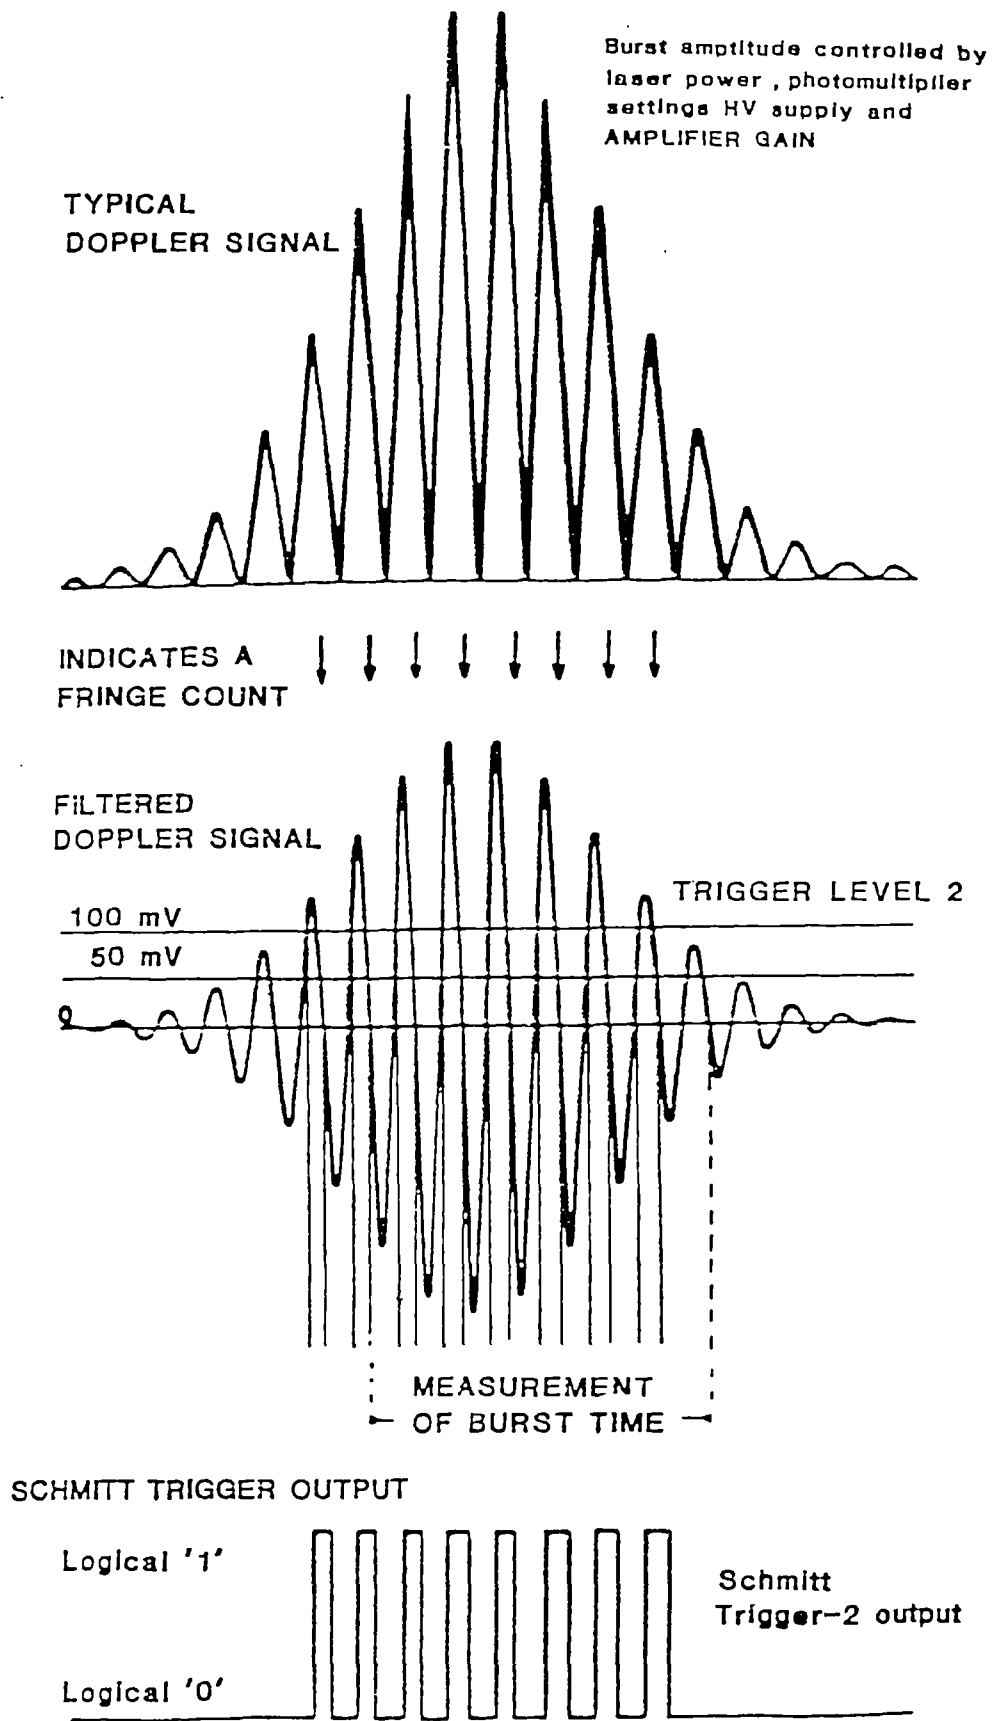 Burst amptitude controlled by
laser power , photomultiplier
settings HV supply and
AMPLIFIER GAIN
TYPICAL
DOPPLER SIGNAL
INDICATES A
FRINGE COUNT
FILTERED
DOPPLER SIGNAL
TRIGGER LEVEL 2
100 mV
50 mV
0
MEASUREMENT
OF BURST TIME
SCHMITT TRIGGER OUTPUT
Logical '1'
Schmitt
Trigger-2 output
Logical '0'